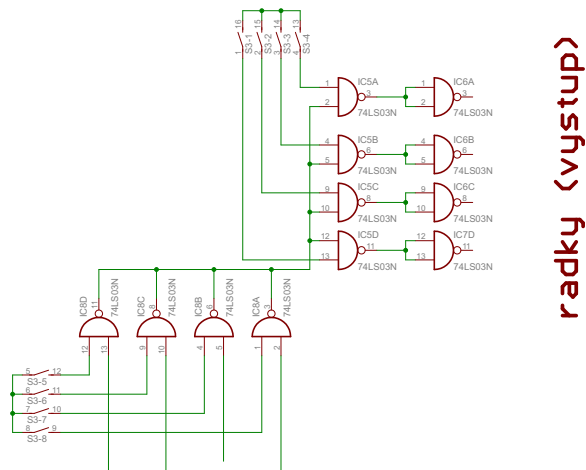 16 15 14 13
S3-1 S3-2 S3-3 S3-4
1 2 3 4
IC5A IC6A
1 2 3 1 2 3
74LS03N 74LS03N
IC5B IC6B
4 5 6 4 5 6
74LS03N 74LS03N
IC5C IC6C
9 10 8 9 10 8
74LS03N 74LS03N
IC5D IC7D
12 13 11 12 13 11
74LS03N 74LS03N
radky (vystup)
IC8D 11 74LS03N IC8C 8 74LS03N IC8B 6 74LS03N IC8A 3 74LS03N
12 13 9 10 4 5 1 2
5 12
S3-5
6 11
S3-6
7 10
S3-7
8 9
S3-8